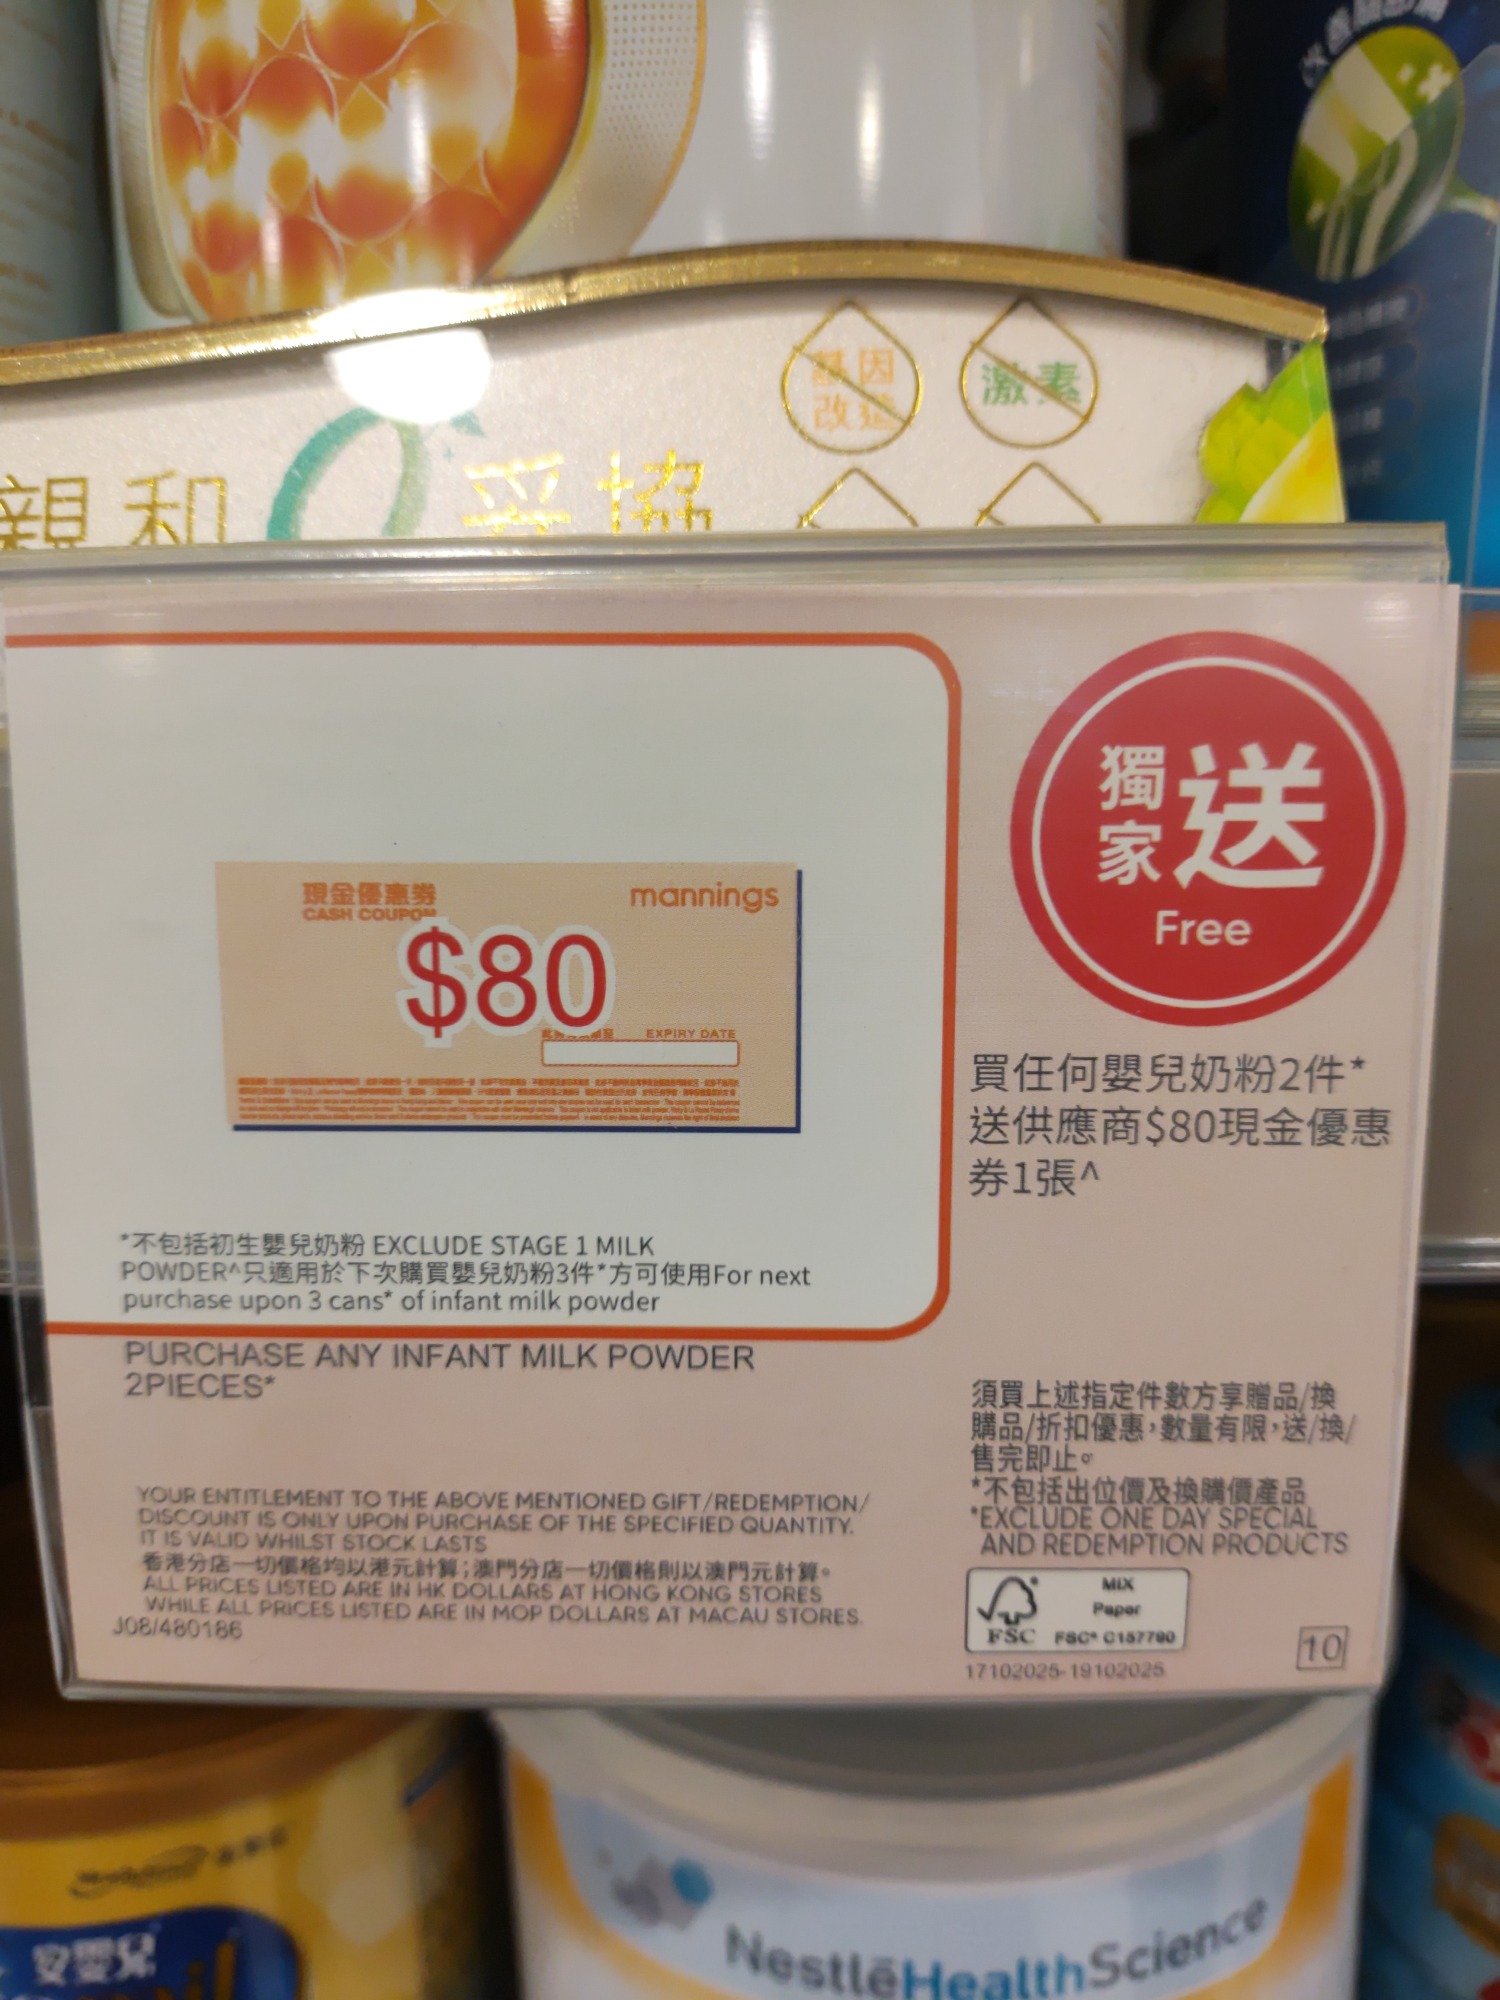 基因
改造
激素
親和
妥協
獨家
送
Free
現金優惠券
CASH COUPON
mannings
$80
EXPIRY DATE
買任何嬰兒奶粉2件*
送供應商$80現金優惠
券1張^
*不包括初生嬰兒奶粉 EXCLUDE STAGE 1 MILK
POWDER^只適用於下次購買嬰兒奶粉3件*方可使用For next
purchase upon 3 cans* of infant milk powder
PURCHASE ANY INFANT MILK POWDER
2PIECES*
須買上述指定件數方享贈品/換
購品/折扣優惠,數量有限,送/換/
售完即止。
*不包括出位價及換購價產品
*EXCLUDE ONE DAY SPECIAL
AND REDEMPTION PRODUCTS
YOUR ENTITLEMENT TO THE ABOVE MENTIONED GIFT/REDEMPTION/
DISCOUNT IS ONLY UPON PURCHASE OF THE SPECIFIED QUANTITY.
IT IS VALID WHILST STOCK LASTS
香港分店一切價格均以港元計算;澳門分店一切價格則以澳門元計算。
ALL PRICES LISTED ARE IN HK DOLLARS AT HONG KONG STORES
WHILE ALL PRICES LISTED ARE IN MOP DOLLARS AT MACAU STORES.
J08/480186
FSC
MIX
Paper
FSC® C157790
17102025-19102025
10
安嬰兒
NestléHealthScience